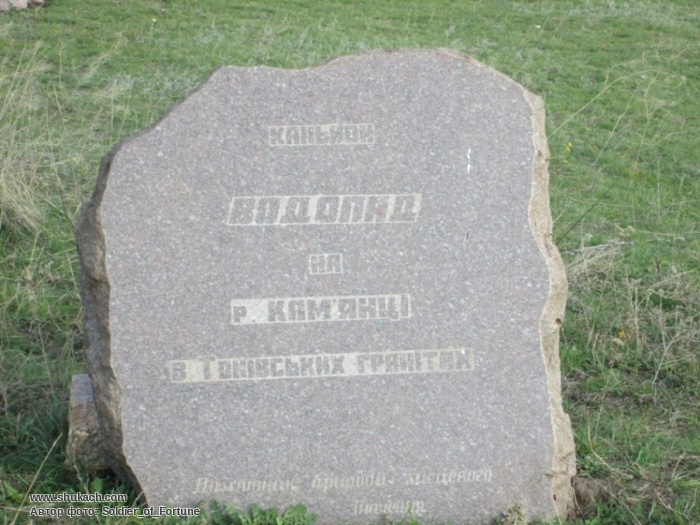 КАНЬЙОН
ВОДОПАД
НА
р. КАМ'ЯНЦІ
В ТОКІВСЬКИХ ГРАНІТАХ
Пам'ятник природи місцевого
значення
www.shukach.com
Автор фото: Soldier_of_Fortune